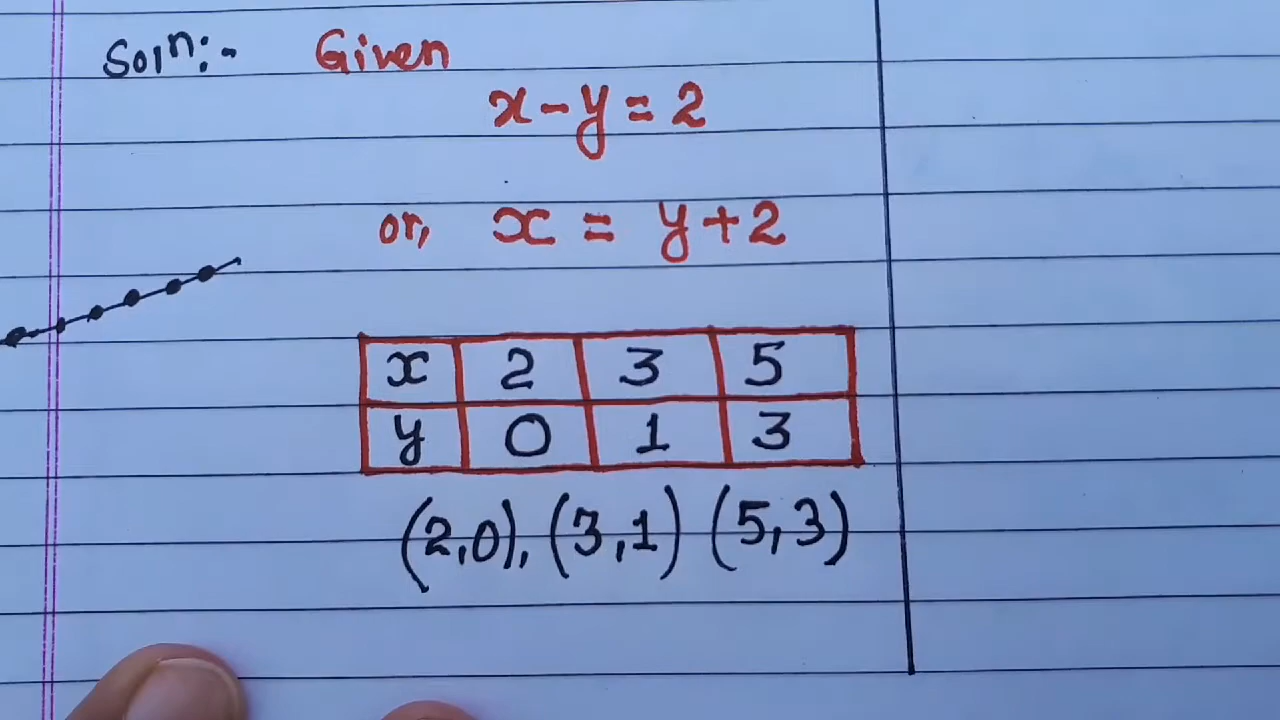 Soln:- Given
x - y = 2
or, x = y + 2
x 2 3 5
y 0 1 3
(2,0), (3,1) (5,3)